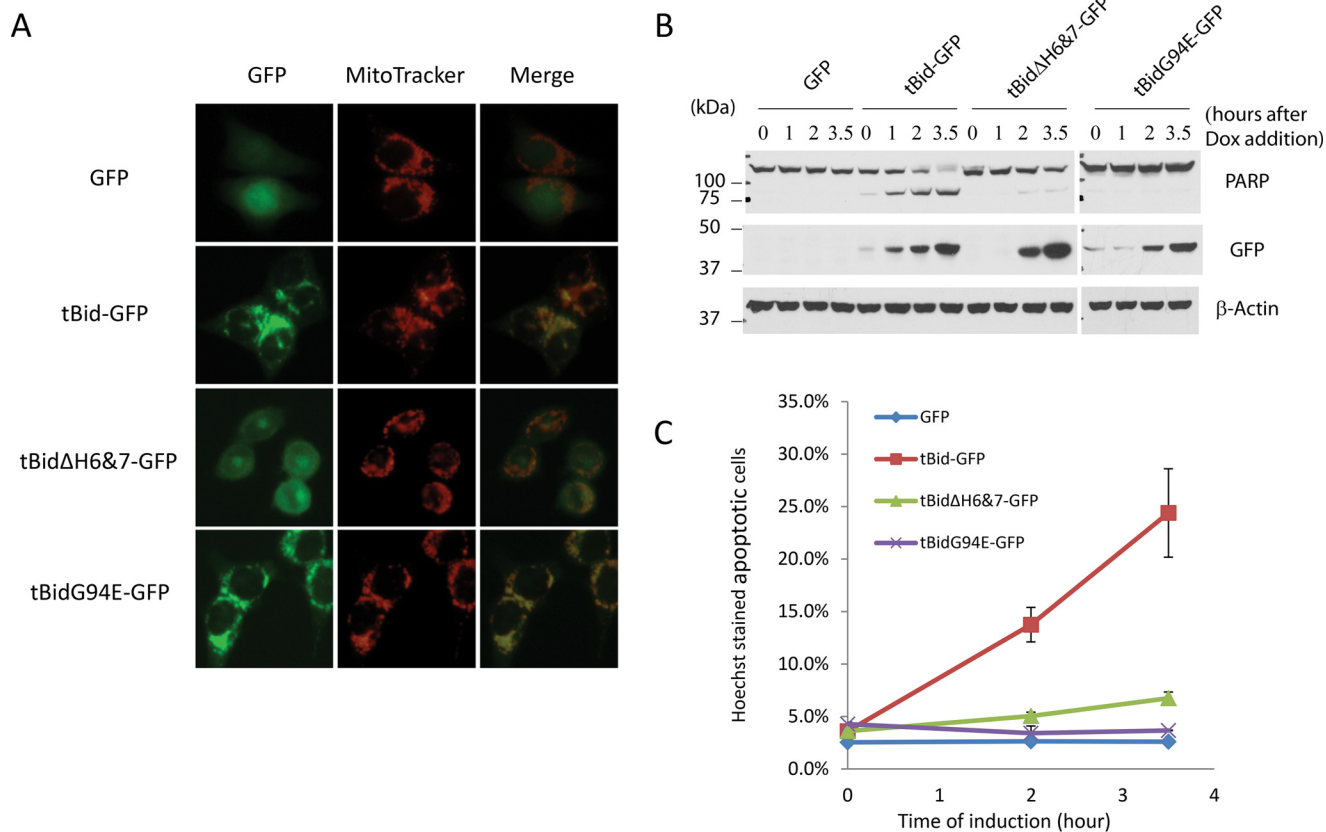 A
GFP MitoTracker Merge
GFP
tBid-GFP
tBidΔH6&7-GFP
tBidG94E-GFP
B
GFP tBid-GFP tBidΔH6&7-GFP tBidG94E-GFP
(kDa)
0 1 2 3.5 0 1 2 3.5 0 1 2 3.5 0 1 2 3.5
(hours after
Dox addition)
100
75
PARP
50
37
GFP
37
β-Actin
C
35.0%
30.0%
25.0%
20.0%
15.0%
10.0%
5.0%
0.0%
Hoechst stained apoptotic cells
GFP
tBid-GFP
tBidΔH6&7-GFP
tBidG94E-GFP
0 1 2 3 4
Time of induction (hour)